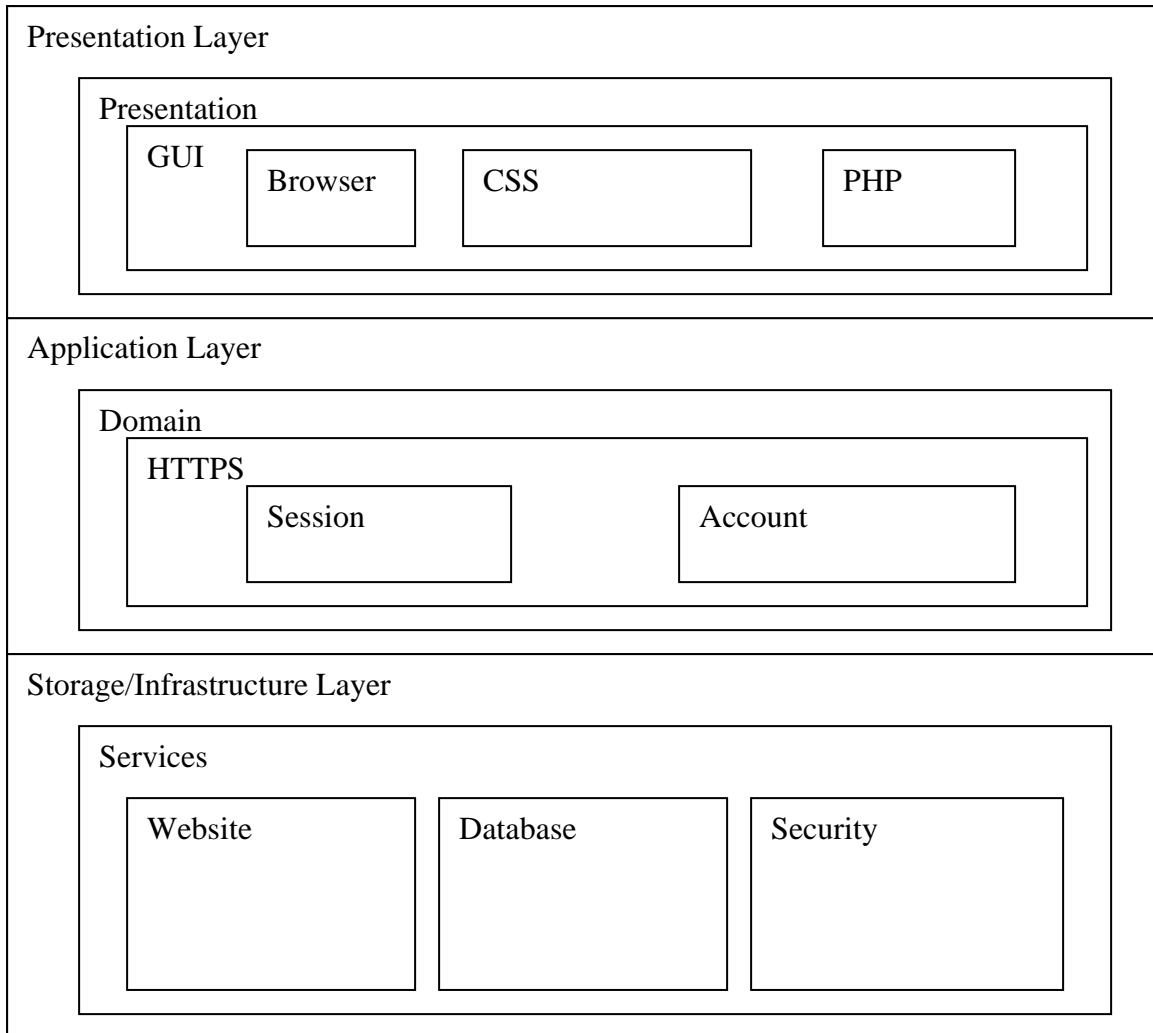 Presentation Layer
Presentation
GUI
Browser
CSS
PHP
Application Layer
Domain
HTTPS
Session
Account
Storage/Infrastructure Layer
Services
Website
Database
Security